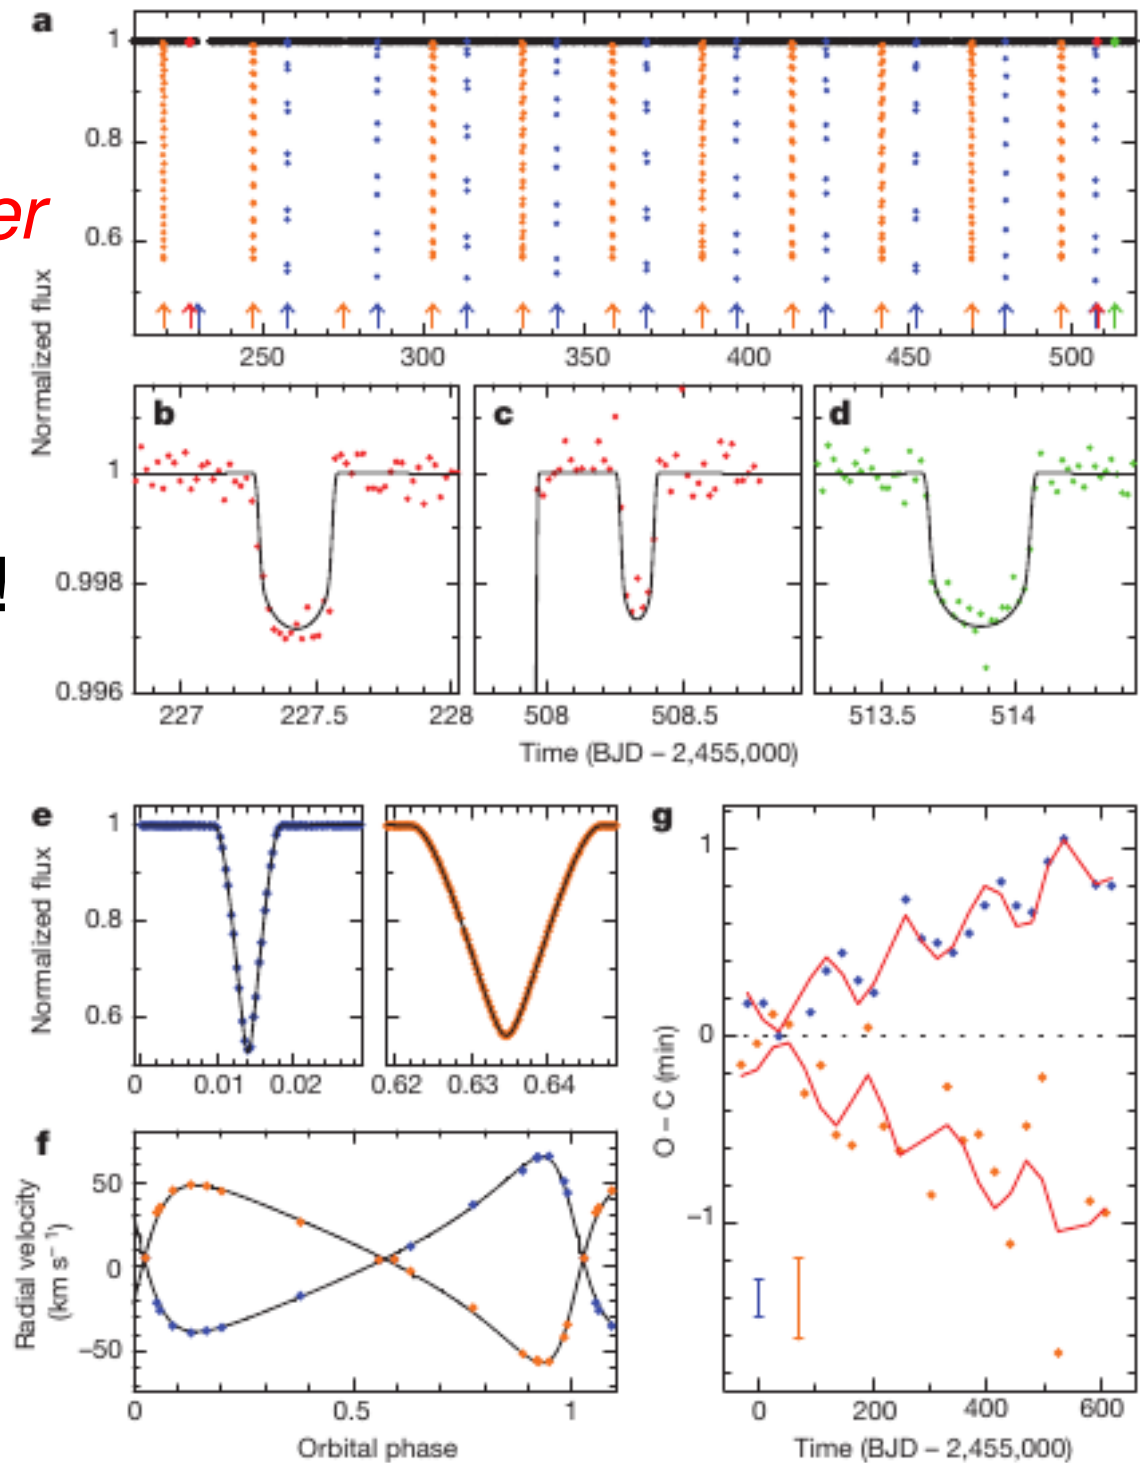 a
1
0.8
0.6
er
Normalized flux
250 300 350 400 450 500
b c d
1
!
0.998
0.996
227 227.5 228 508 508.5 513.5 514
Time (BJD – 2,455,000)
e
1
Normalized flux
0.8
0.6
0 0.01 0.02 0.62 0.63 0.64
f
Radial velocity
(km s⁻¹)
50
0
–50
0 0.5 1
Orbital phase
g
O – C (min)
1
0
–1
0 200 400 600
Time (BJD – 2,455,000)